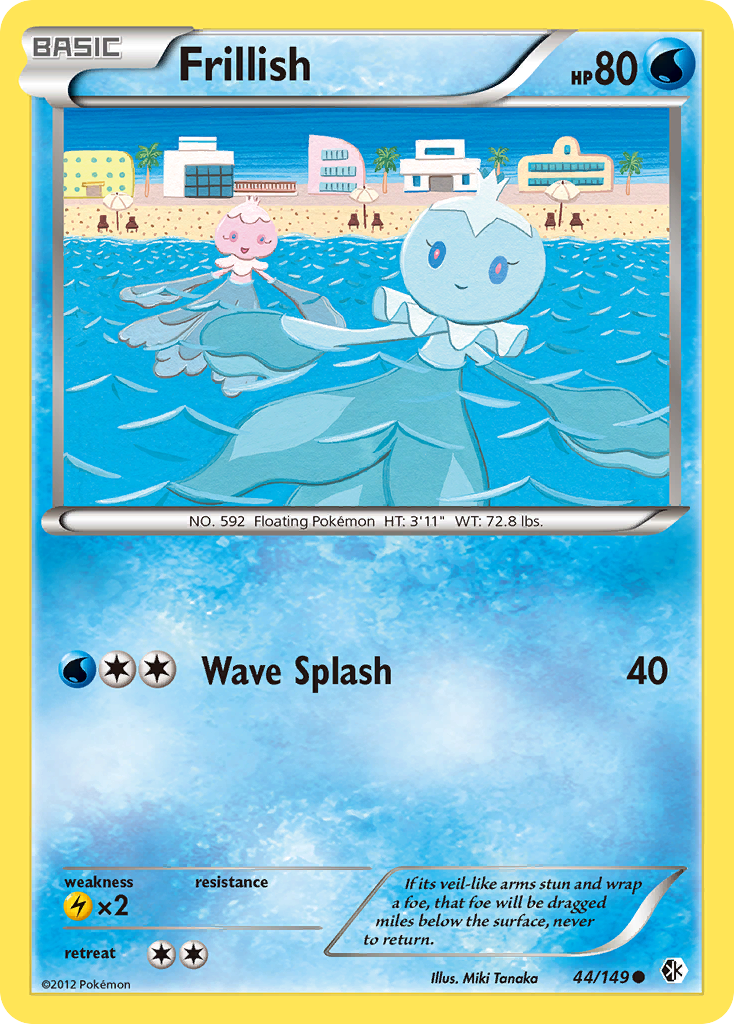 BASIC
Frillish
HP80
NO. 592 Floating Pokémon HT: 3'11" WT: 72.8 lbs.
Wave Splash 40
weakness resistance
×2
retreat
If its veil-like arms stun and wrap
a foe, that foe will be dragged
miles below the surface, never
to return.
©2012 Pokémon
Illus. Miki Tanaka 44/149